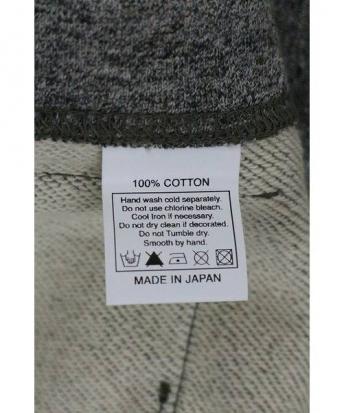 100% COTTON
Hand wash cold separately.
Do not use chlorine bleach.
Cool Iron if necessary.
Do not dry clean if decorated.
Do not Tumble dry.
Smooth by hand.
MADE IN JAPAN